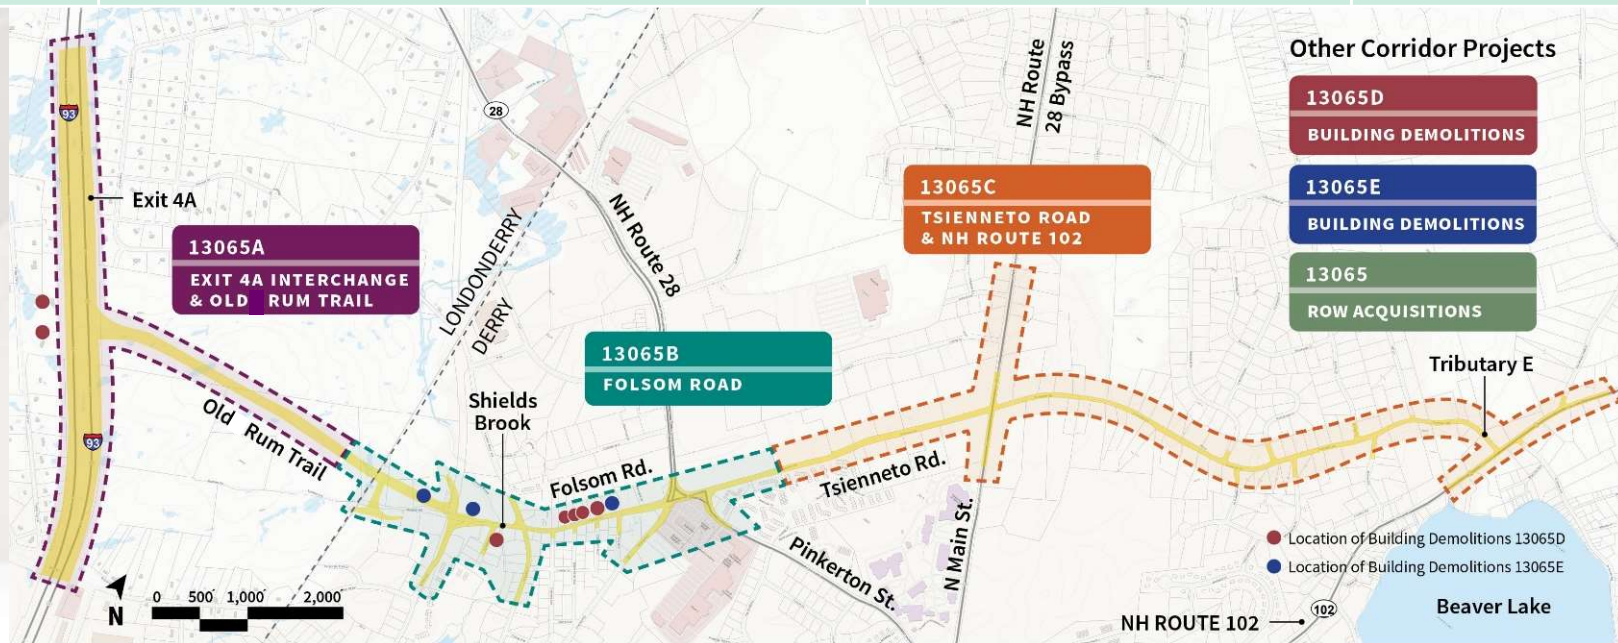 Other Corridor Projects
13065D
BUILDING DEMOLITIONS
13065E
BUILDING DEMOLITIONS
13065
ROW ACQUISITIONS
NH Route
28 Bypass
28
93
Exit 4A
13065A
EXIT 4A INTERCHANGE
& OLD RUM TRAIL
LONDONDERRY
DERRY
NH Route 28
13065C
TSIENNETO ROAD
& NH ROUTE 102
13065B
FOLSOM ROAD
Tributary E
Shields
Brook
Old Rum Trail
93
Folsom Rd.
Tsienneto Rd.
N Main St.
Pinkerton St.
Location of Building Demolitions 13065D
Location of Building Demolitions 13065E
Beaver Lake
102
NH ROUTE 102
N
0 500' 1,000' 2,000'